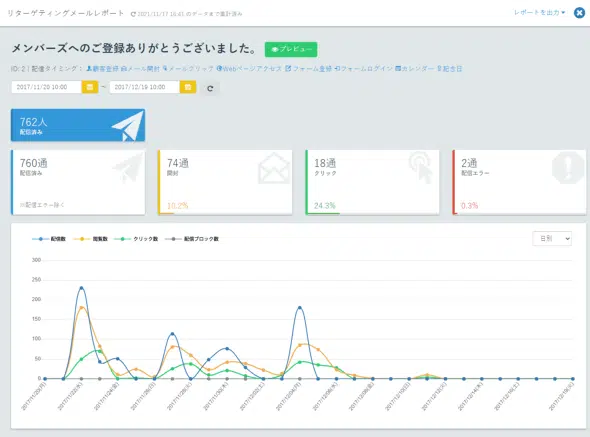 リターゲティングメールレポート 2021/11/17 10:41 のデータまで集計済み レポートを出力
メンバーズへのご登録ありがとうございました。 プレビュー
ID: 2 | 配信タイミング： 顧客登録 メール開封 メールクリック Webページアクセス フォーム登録 フォームログイン カレンダー 記念日
2017/11/20 10:00 ～ 2017/12/19 10:00
762人
配信済み
760通 74通 18通 2通
配信済み 開封 クリック 配信エラー
※配信エラー除く 10.2% 24.3% 0.3%
配信数 閲覧数 クリック数 配信ブロック数 日別
300
250
200
150
100
50
0